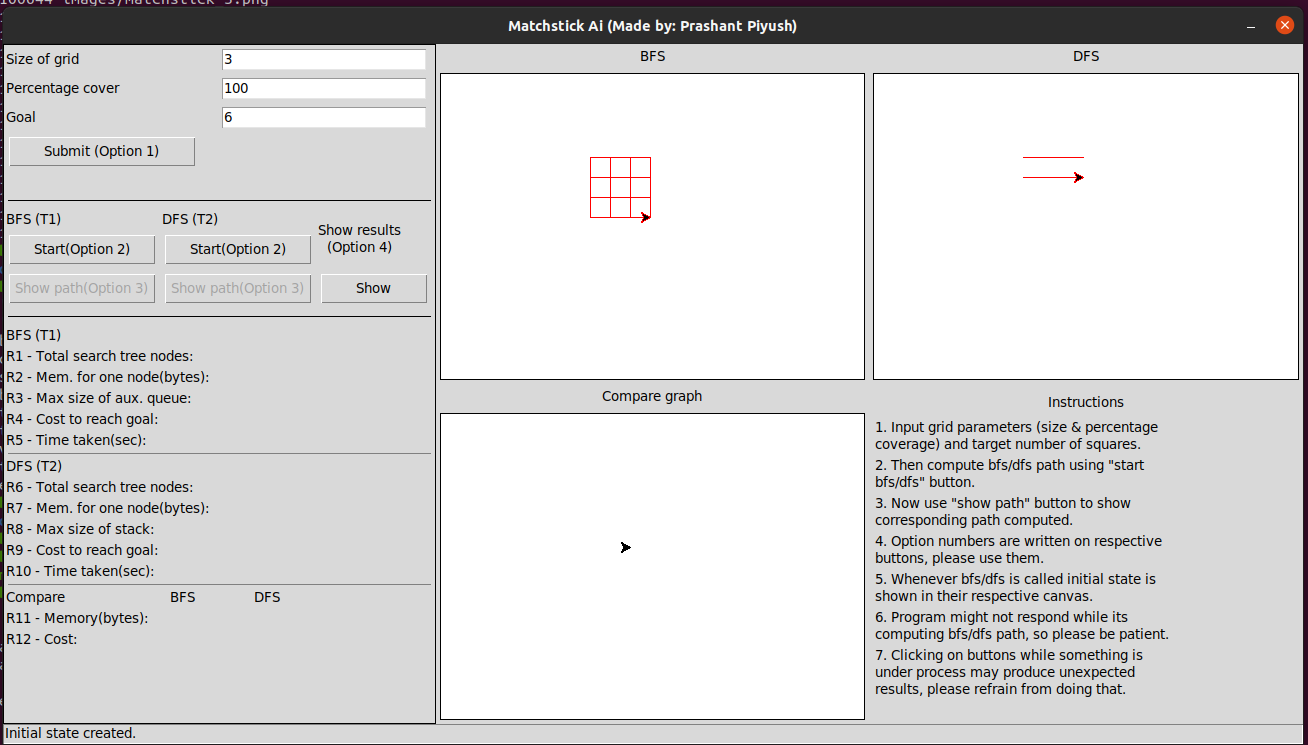 100644 images/Matchstick-5.png
Matchstick Ai (Made by: Prashant Piyush)
Size of grid
3
Percentage cover
100
Goal
6
Submit (Option 1)
BFS (T1)
DFS (T2)
Show results
(Option 4)
Start(Option 2)
Start(Option 2)
Show path(Option 3)
Show path(Option 3)
Show
BFS (T1)
R1 - Total search tree nodes:
R2 - Mem. for one node(bytes):
R3 - Max size of aux. queue:
R4 - Cost to reach goal:
R5 - Time taken(sec):
DFS (T2)
R6 - Total search tree nodes:
R7 - Mem. for one node(bytes):
R8 - Max size of stack:
R9 - Cost to reach goal:
R10 - Time taken(sec):
Compare BFS DFS
R11 - Memory(bytes):
R12 - Cost:
BFS
DFS
Compare graph
Instructions
1. Input grid parameters (size & percentage
coverage) and target number of squares.
2. Then compute bfs/dfs path using "start
bfs/dfs" button.
3. Now use "show path" button to show
corresponding path computed.
4. Option numbers are written on respective
buttons, please use them.
5. Whenever bfs/dfs is called initial state is
shown in their respective canvas.
6. Program might not respond while its
computing bfs/dfs path, so please be patient.
7. Clicking on buttons while something is
under process may produce unexpected
results, please refrain from doing that.
Initial state created.